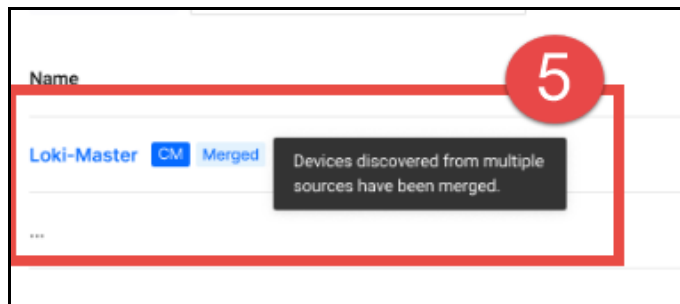 5
Name
Loki-Master CM Merged
Devices discovered from multiple
sources have been merged.
...